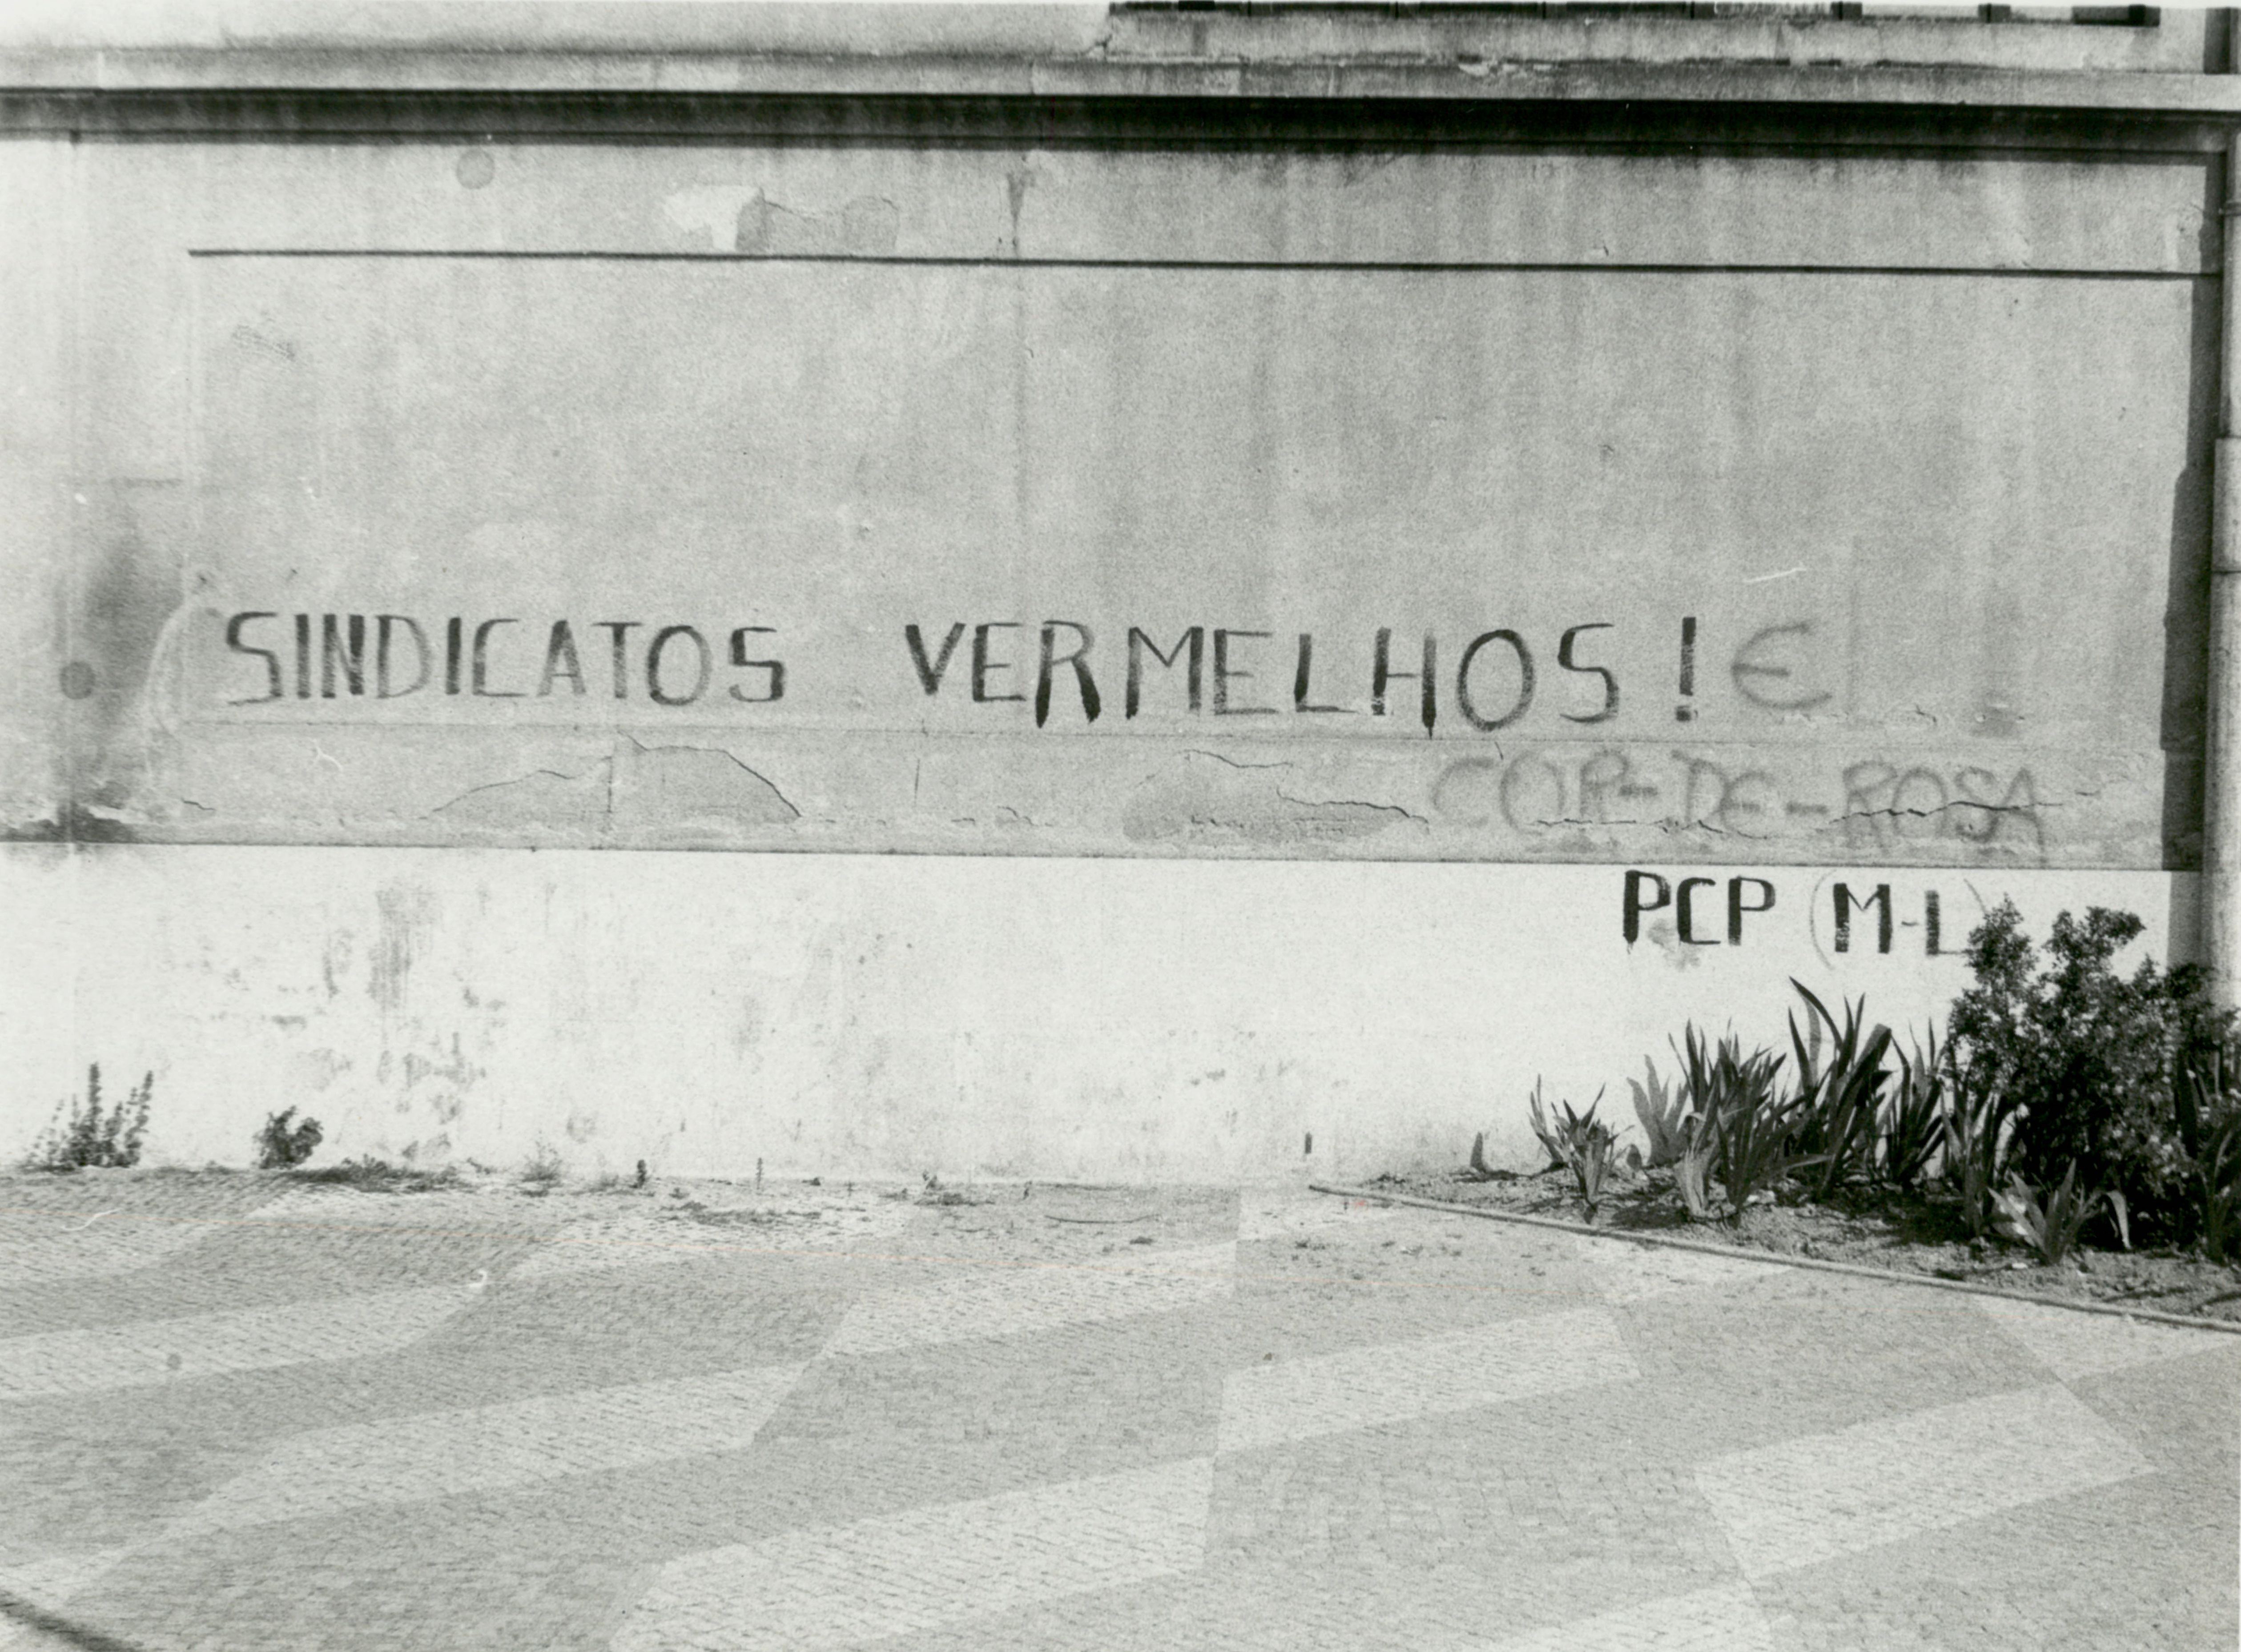 SINDICATOS VERMELHOS! E
COR-DE-ROSA
PCP (M-L)